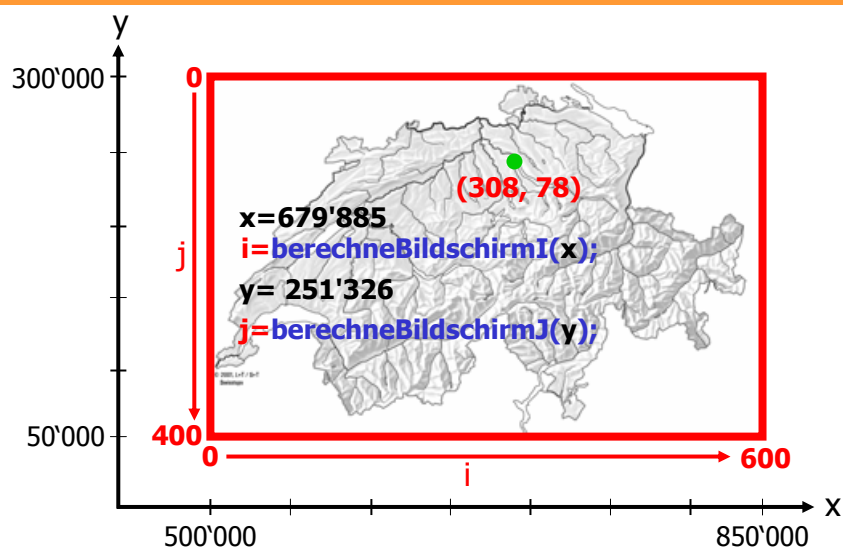 y
300‘000
0
(308, 78)
x=679'885
i=berechneBildschirmI(x);
j
y= 251'326
j=berechneBildschirmJ(y);
50‘000
400
0
600
i
x
500‘000
850‘000